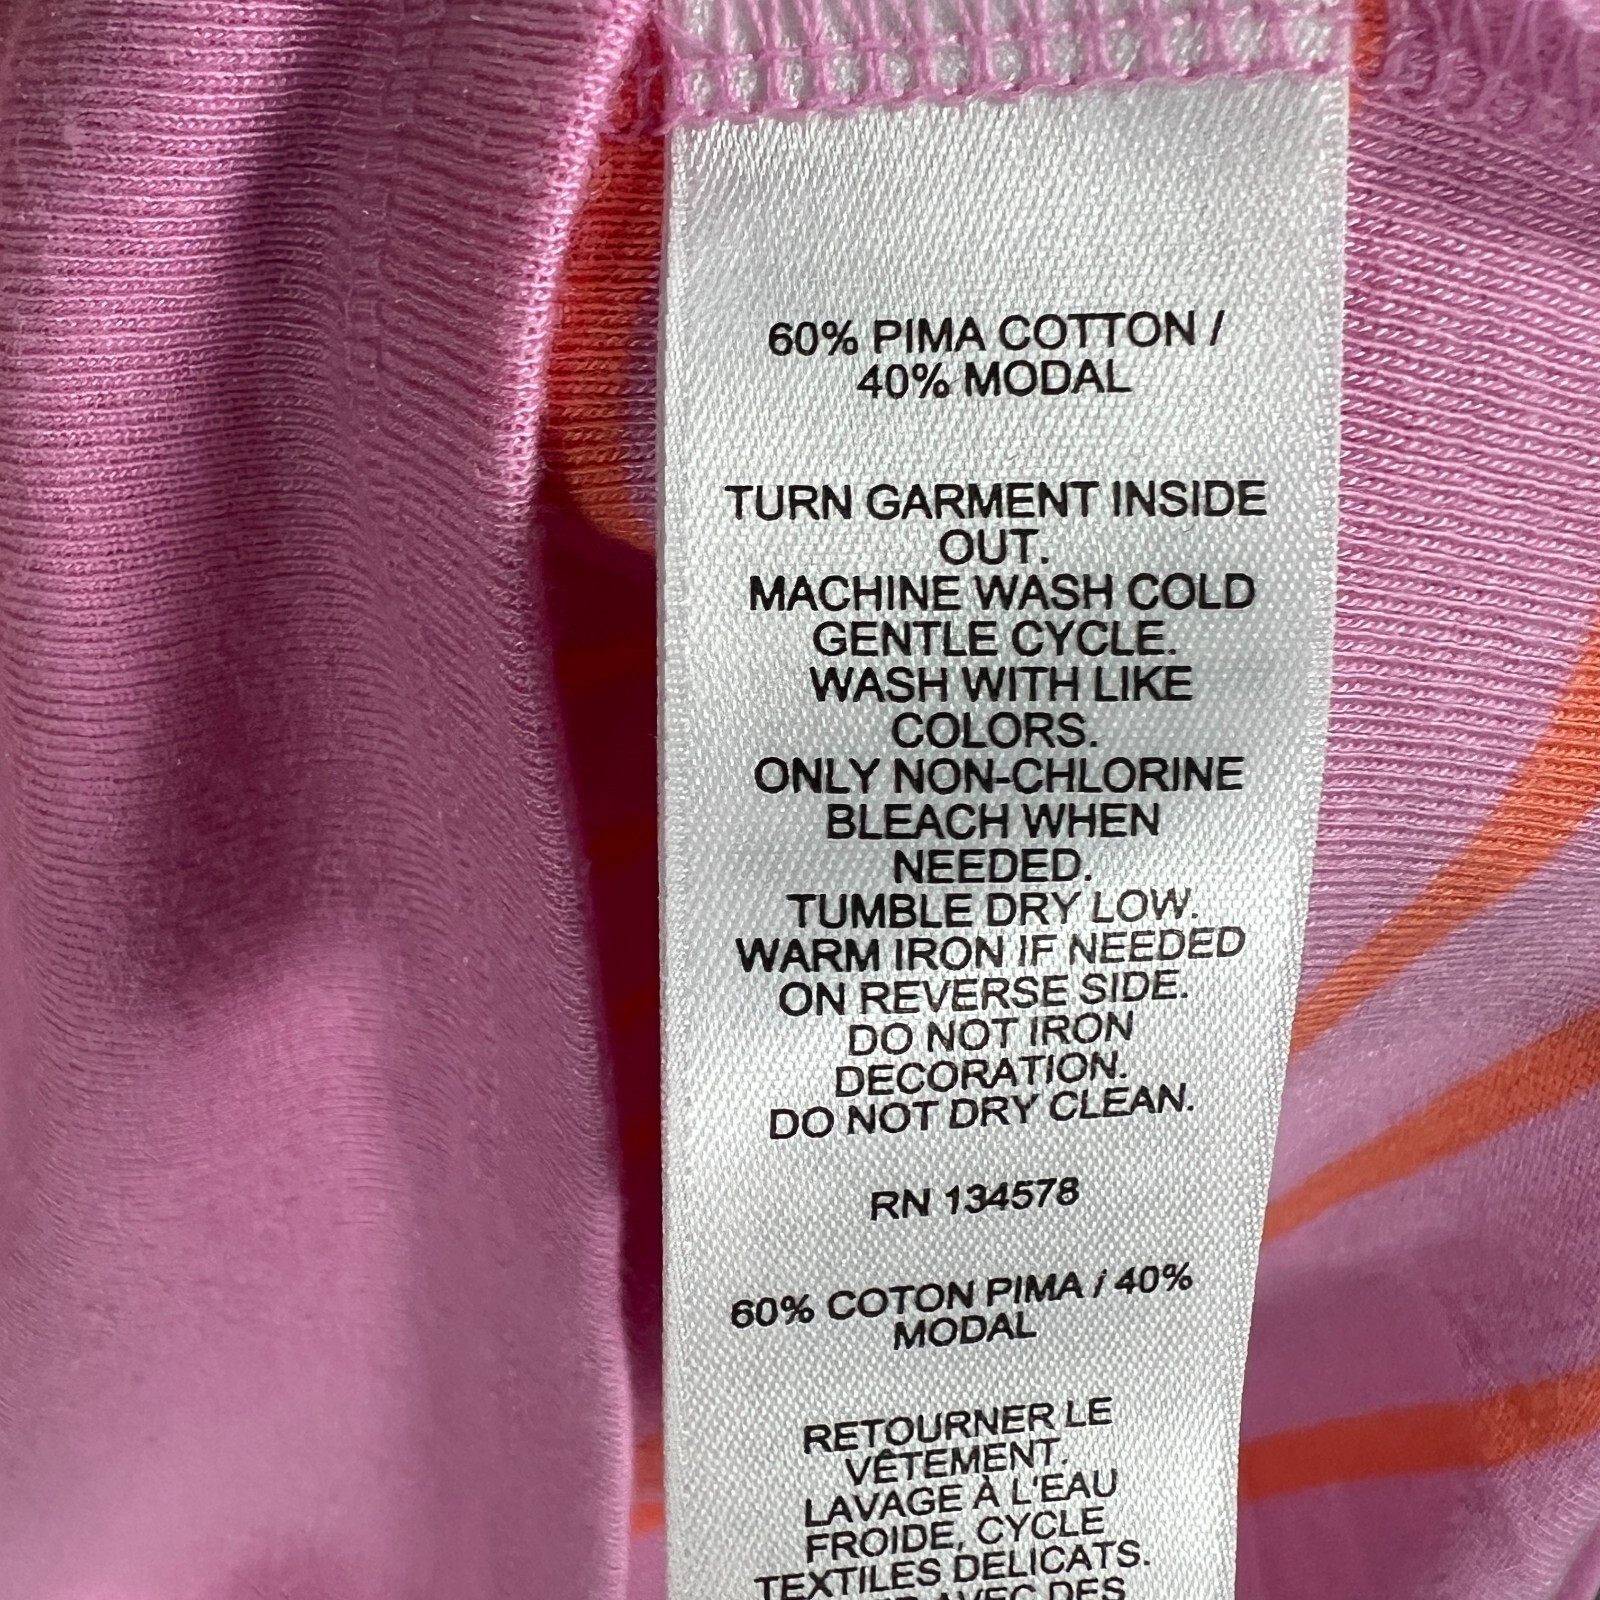 60% PIMA COTTON /
40% MODAL
TURN GARMENT INSIDE
OUT.
MACHINE WASH COLD
GENTLE CYCLE.
WASH WITH LIKE
COLORS.
ONLY NON-CHLORINE
BLEACH WHEN
NEEDED.
TUMBLE DRY LOW.
WARM IRON IF NEEDED
ON REVERSE SIDE.
DO NOT IRON
DECORATION.
DO NOT DRY CLEAN.
RN 134578
60% COTON PIMA / 40%
MODAL
RETOURNER LE
VÊTEMENT.
LAVAGE À L'EAU
FROIDE, CYCLE
TEXTILES DÉLICATS.
AVEC DES